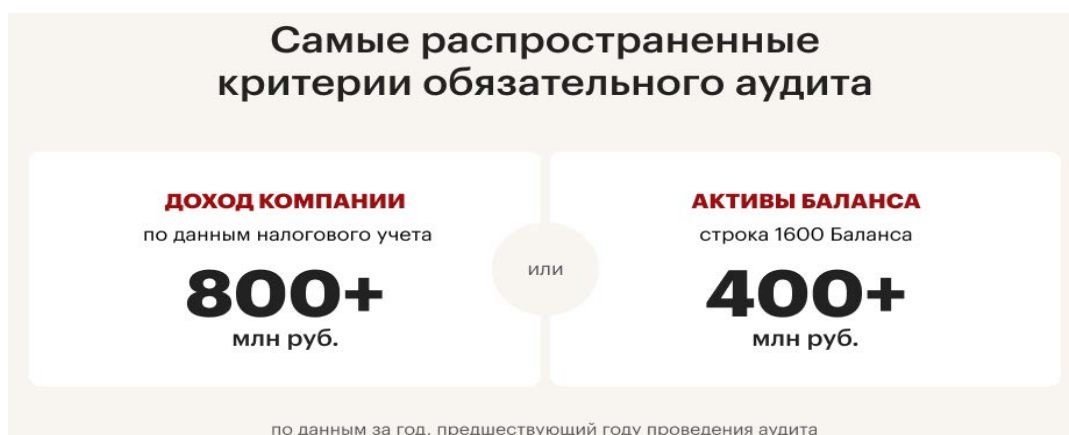 Самые распространенные
критерии обязательного аудита
ДОХОД КОМПАНИИ
по данным налогового учета
800+
млн руб.
или
АКТИВЫ БАЛАНСА
строка 1600 Баланса
400+
млн руб.
по данным за год, предшествующий году проведения аудита